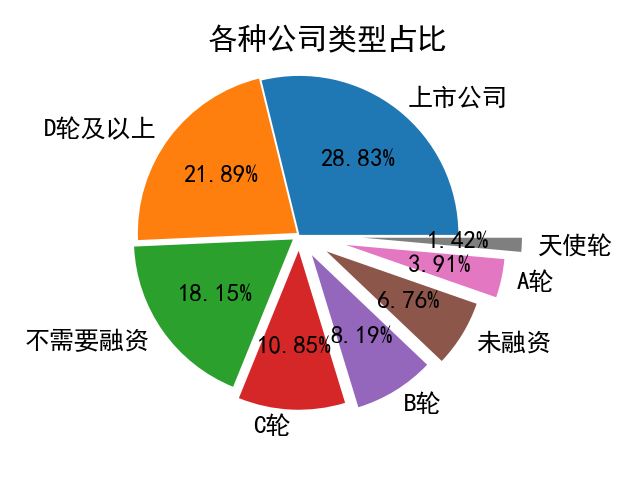 各种公司类型占比
上市公司
28.83%
D轮及以上
21.89%
不需要融资
18.15%
C轮
10.85%
B轮
8.19%
未融资
6.76%
A轮
3.91%
天使轮
1.42%